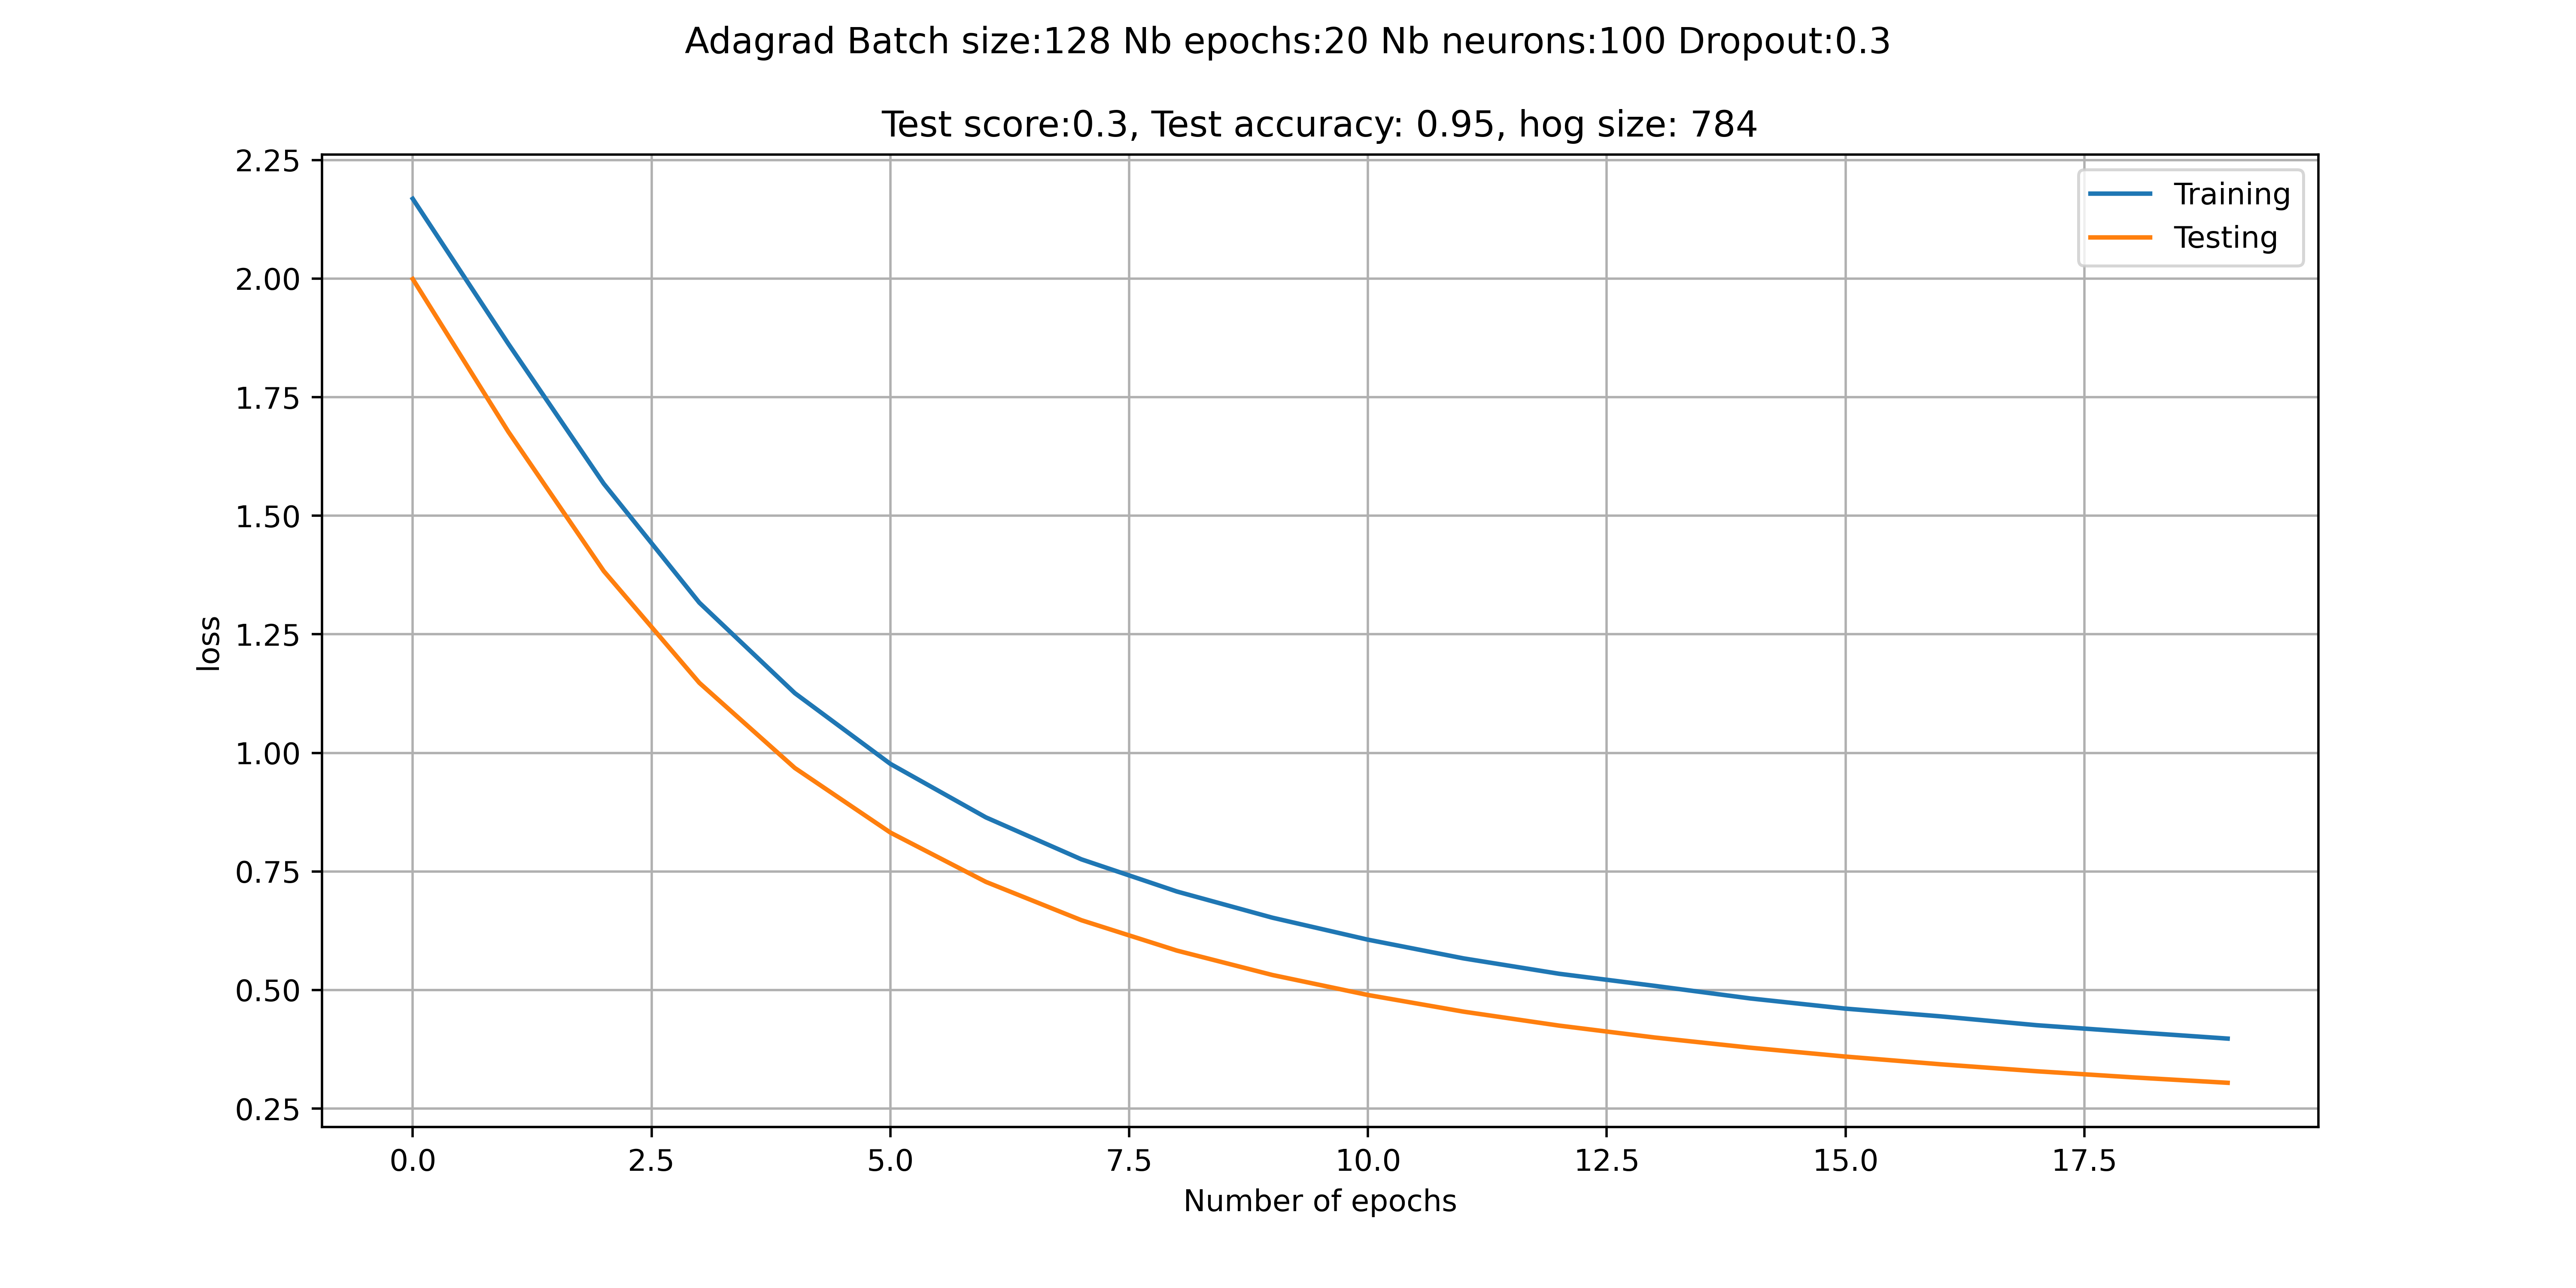 Adagrad Batch size:128 Nb epochs:20 Nb neurons:100 Dropout:0.3
Test score:0.3, Test accuracy: 0.95, hog size: 784
Training
Testing
2.25
2.00
1.75
1.50
1.25
1.00
0.75
0.50
0.25
loss
0.0 2.5 5.0 7.5 10.0 12.5 15.0 17.5
Number of epochs